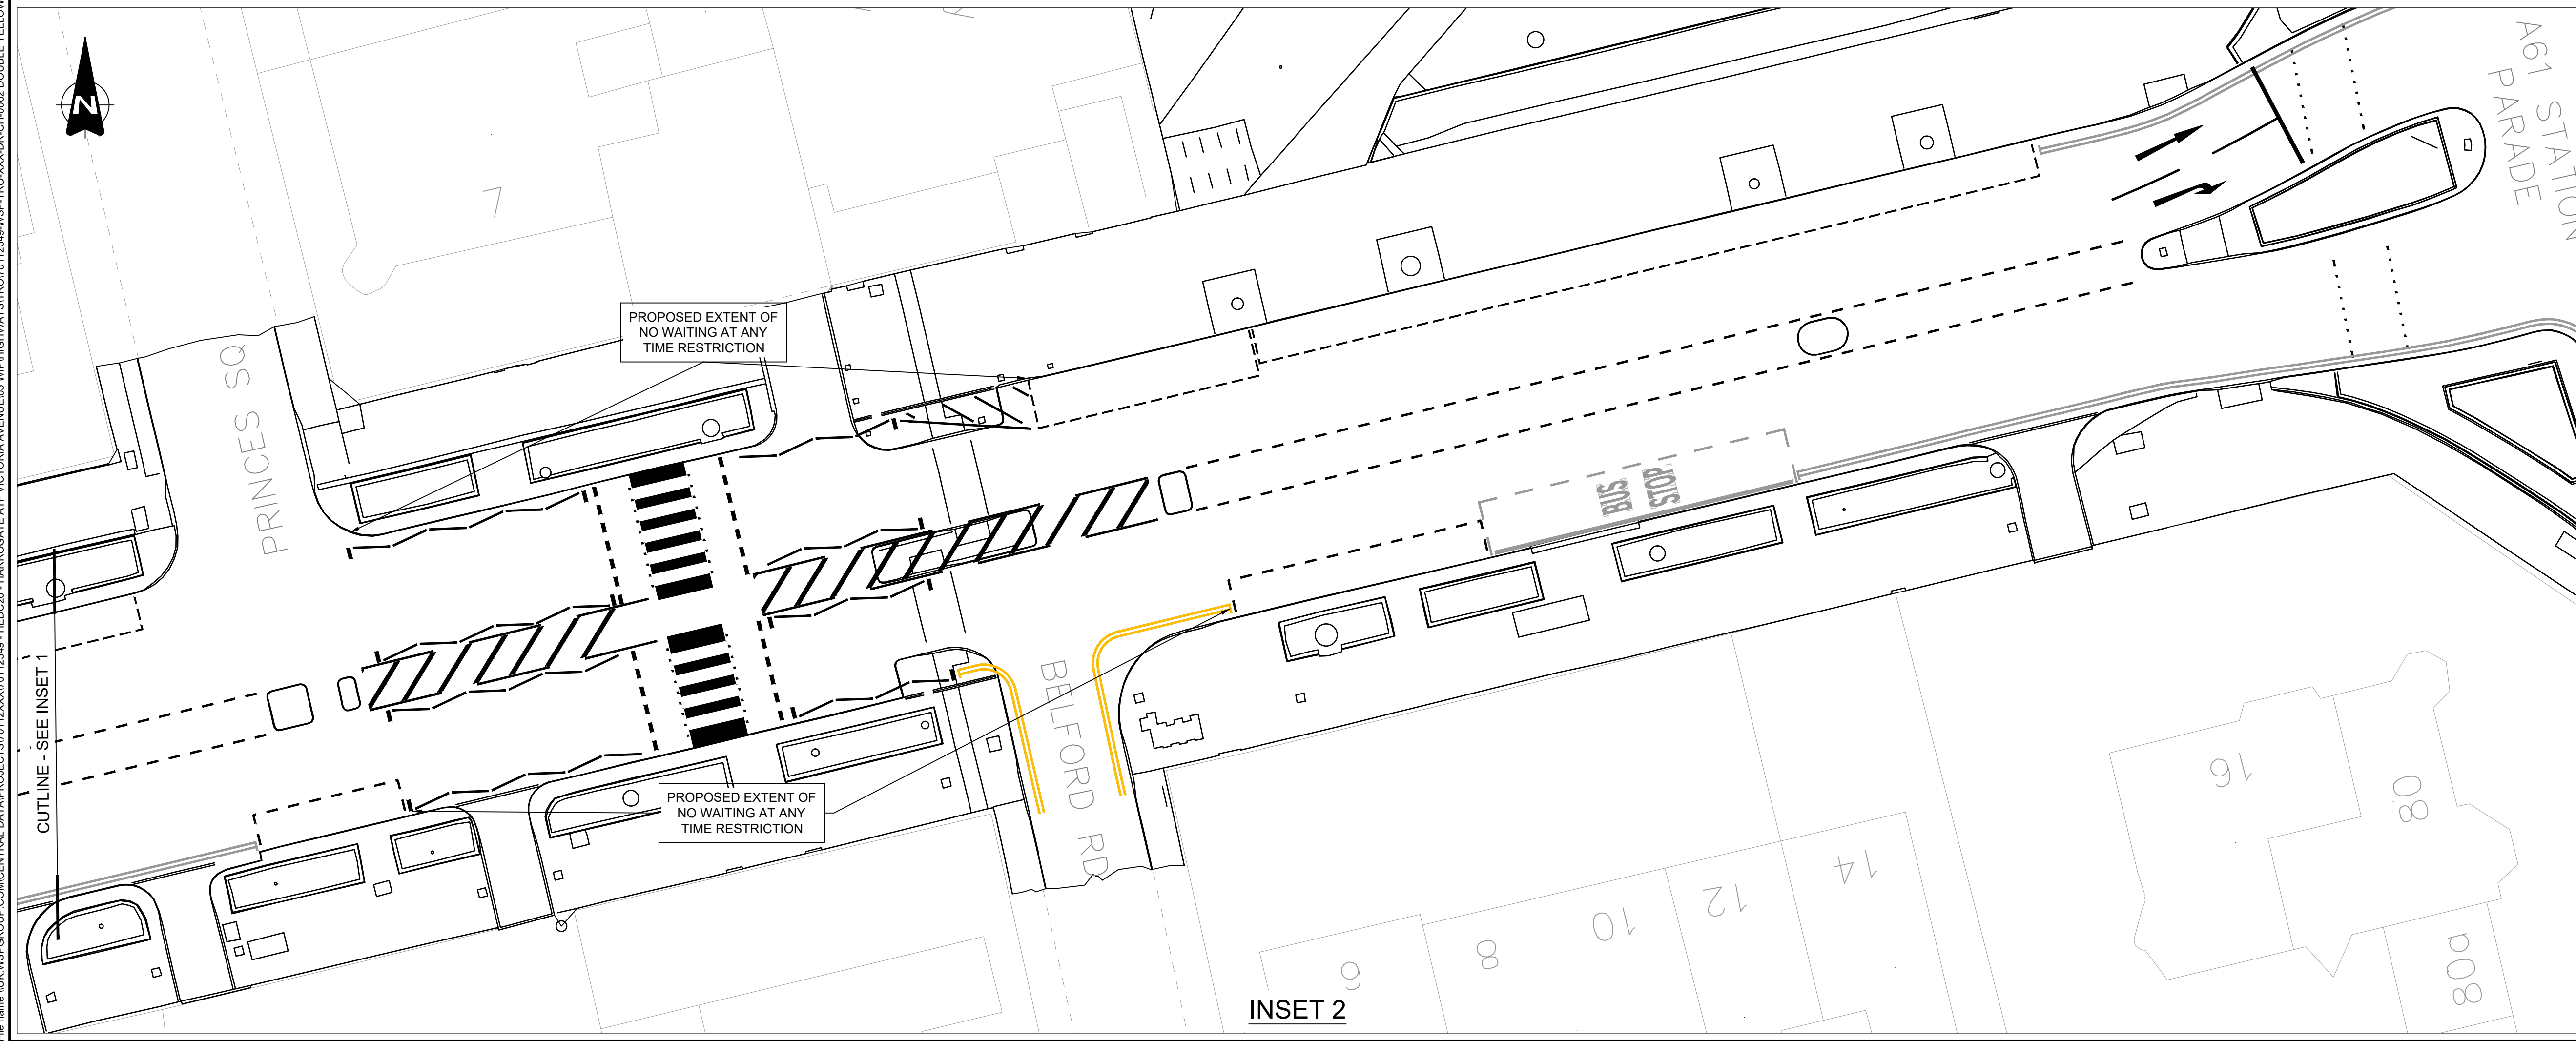 N
A61 STATION
PARADE
7
PROPOSED EXTENT OF
NO WAITING AT ANY
TIME RESTRICTION
PRINCES SQ
BUS
STOP
CUTLINE - SEE INSET 1
BELFORD RD
PROPOSED EXTENT OF
NO WAITING AT ANY
TIME RESTRICTION
16
80
14
12
10
8
6
80d
INSET 2